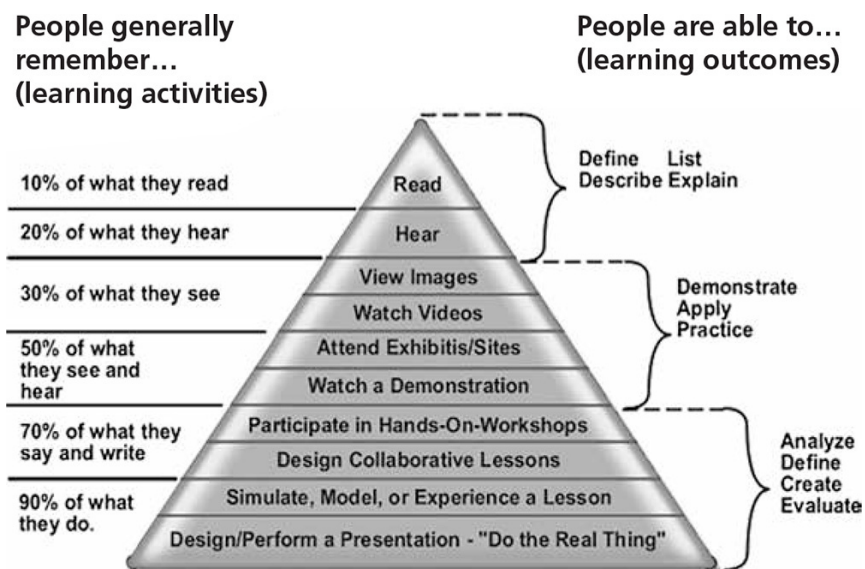 People generally
remember…
(learning activities)
People are able to…
(learning outcomes)
10% of what they read
20% of what they hear
30% of what they see
50% of what
they see and
hear
70% of what they
say and write
90% of what
they do.
Read
Hear
View Images
Watch Videos
Attend Exhibitis/Sites
Watch a Demonstration
Participate in Hands-On-Workshops
Design Collaborative Lessons
Simulate, Model, or Experience a Lesson
Design/Perform a Presentation - "Do the Real Thing"
Define List
Describe Explain
Demonstrate
Apply
Practice
Analyze
Define
Create
Evaluate